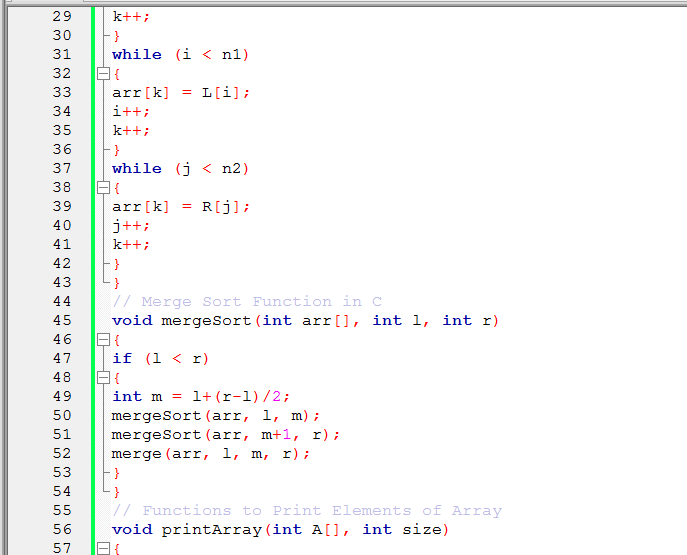 29 k++;
30 }
31 while (i < n1)
32 {
33 arr[k] = L[i];
34 i++;
35 k++;
36 }
37 while (j < n2)
38 {
39 arr[k] = R[j];
40 j++;
41 k++;
42 }
43 }
44 // Merge Sort Function in C
45 void mergeSort(int arr[], int l, int r)
46 {
47 if (l < r)
48 {
49 int m = l+(r-l)/2;
50 mergeSort(arr, l, m);
51 mergeSort(arr, m+1, r);
52 merge(arr, l, m, r);
53 }
54 }
55 // Functions to Print Elements of Array
56 void printArray(int A[], int size)
57 {